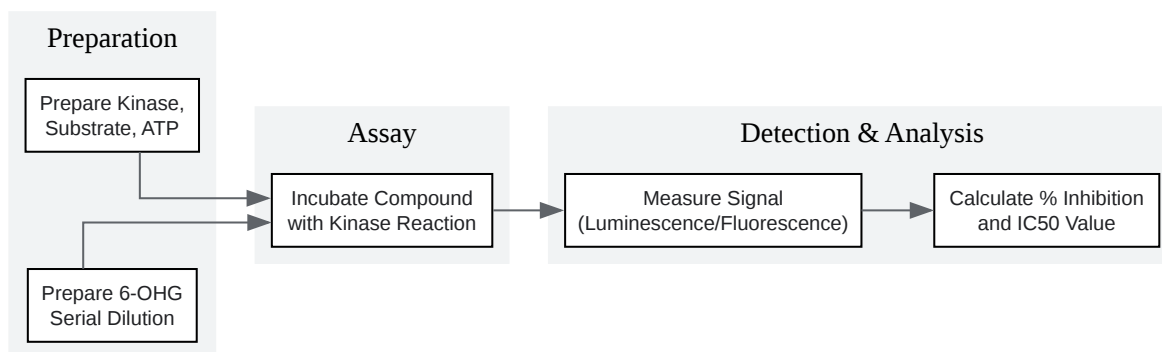 Preparation
Prepare Kinase,
Substrate, ATP
Prepare 6-OHG
Serial Dilution
Assay
Incubate Compound
with Kinase Reaction
Detection & Analysis
Measure Signal
(Luminescence/Fluorescence)
Calculate % Inhibition
and IC50 Value